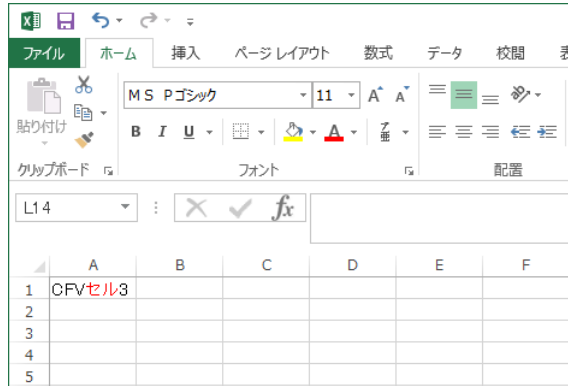 ファイル ホーム 挿入 ページ レイアウト 数式 データ 校閲
貼り付け
MS Pゴシック 11 A A
B I U A 亜
クリップボード フォント 配置
L14 fx
A B C D E F
1 CFVセル3
2
3
4
5